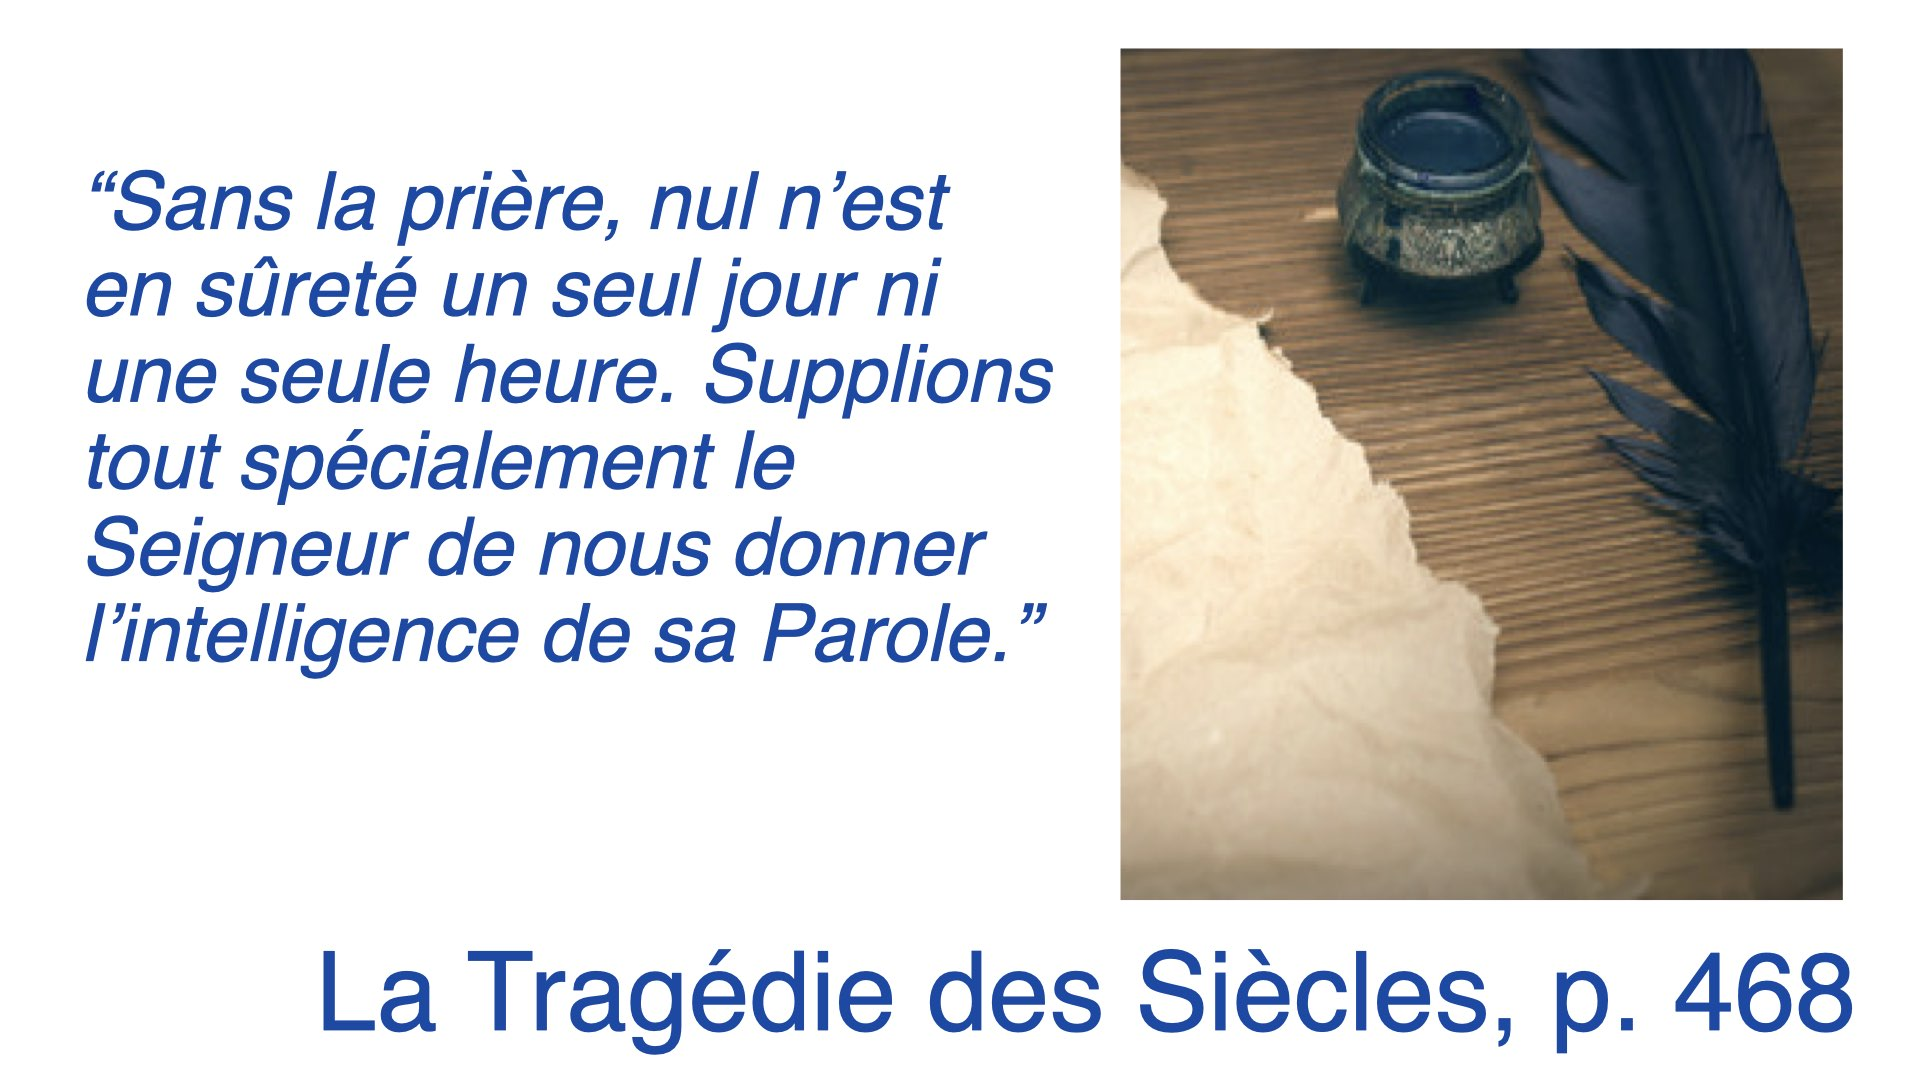 “Sans la prière, nul n’est
en sûreté un seul jour ni
une seule heure. Supplions
tout spécialement le
Seigneur de nous donner
l’intelligence de sa Parole.”
La Tragédie des Siècles, p. 468